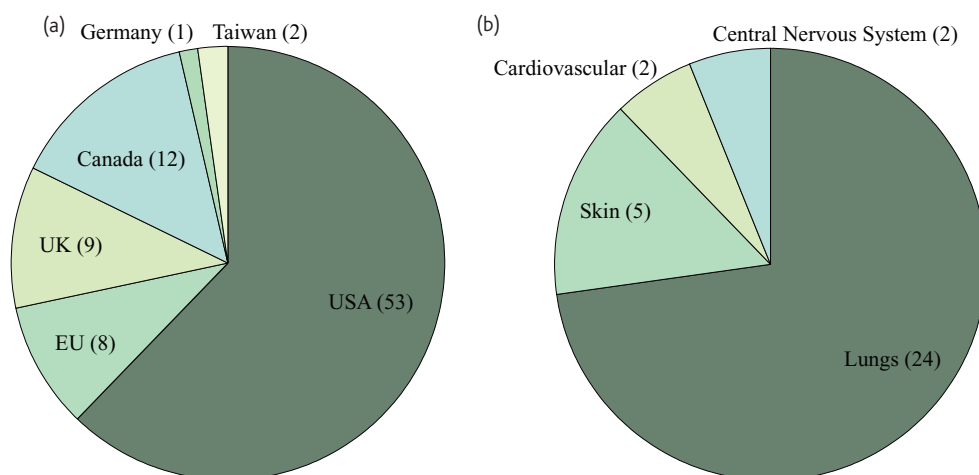 (a)
Germany (1)
Taiwan (2)
Canada (12)
UK (9)
USA (53)
EU (8)
(b)
Central Nervous System (2)
Cardiovascular (2)
Skin (5)
Lungs (24)